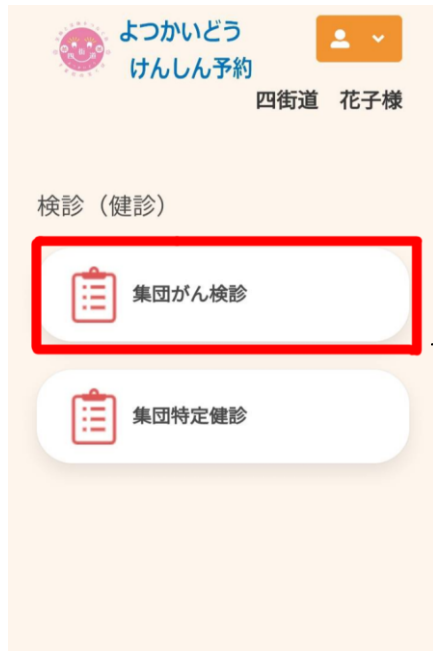 よつかいどう
けんしん予約
四街道　花子様
検診（健診）
集団がん検診
集団特定健診